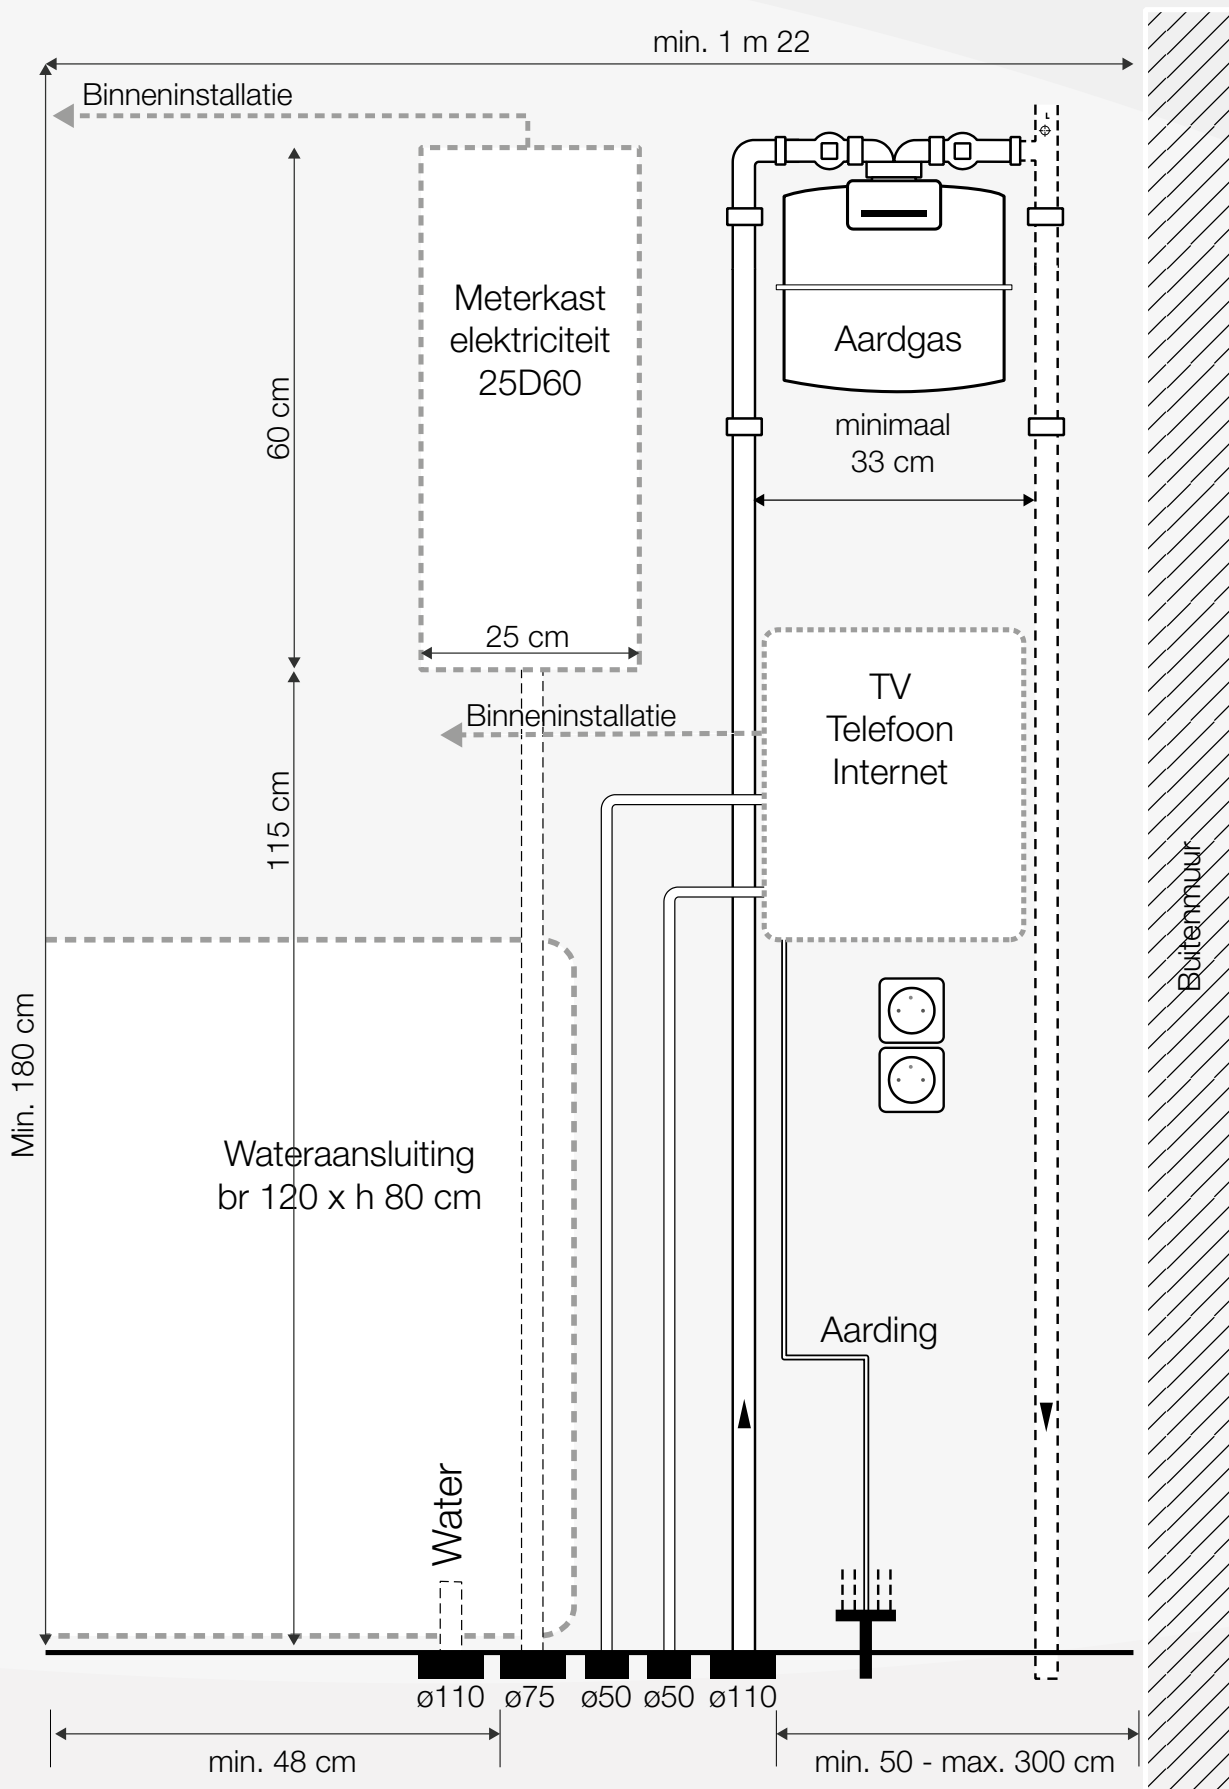 min. 1 m 22
Binneninstallatie
Meterkast
elektriciteit
25D60
Aardgas
minimaal
33 cm
60 cm
25 cm
Binneninstallatie
TV
Telefoon
Internet
115 cm
Buitenmuur
Min. 180 cm
Wateraansluiting
br 120 x h 80 cm
Aarding
Water
ø110 ø75 ø50 ø50 ø110
min. 48 cm
min. 50 - max. 300 cm